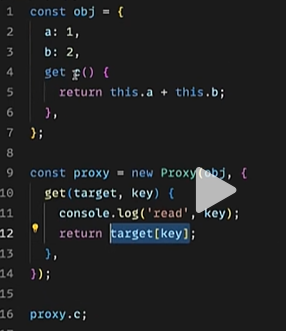 1 const obj = {
2 a: 1,
3 b: 2,
4 get c() {
5 return this.a + this.b;
6 },
7 };
8
9 const proxy = new Proxy(obj, {
10 get(target, key) {
11 console.log('read', key);
12 return target[key];
13 },
14 });
15
16 proxy.c;